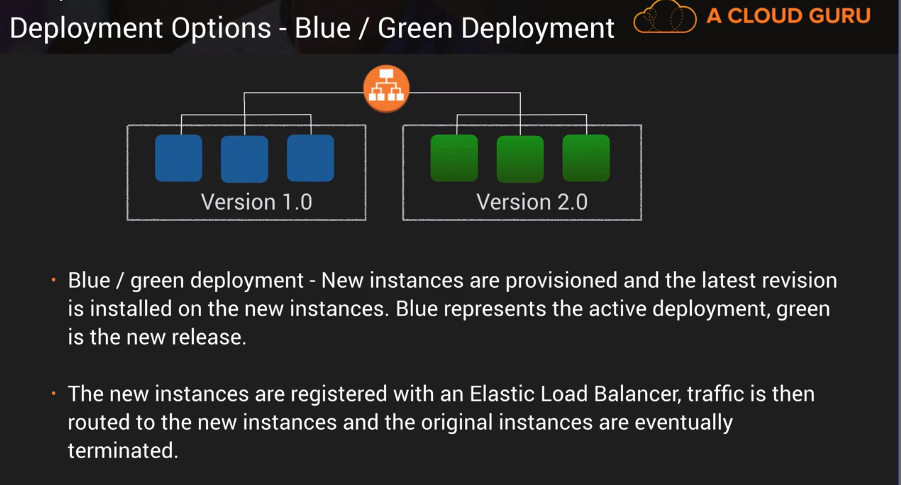 Deployment Options - Blue / Green Deployment
A CLOUD GURU
Version 1.0
Version 2.0
• Blue / green deployment - New instances are provisioned and the latest revision
is installed on the new instances. Blue represents the active deployment, green
is the new release.
• The new instances are registered with an Elastic Load Balancer, traffic is then
routed to the new instances and the original instances are eventually
terminated.